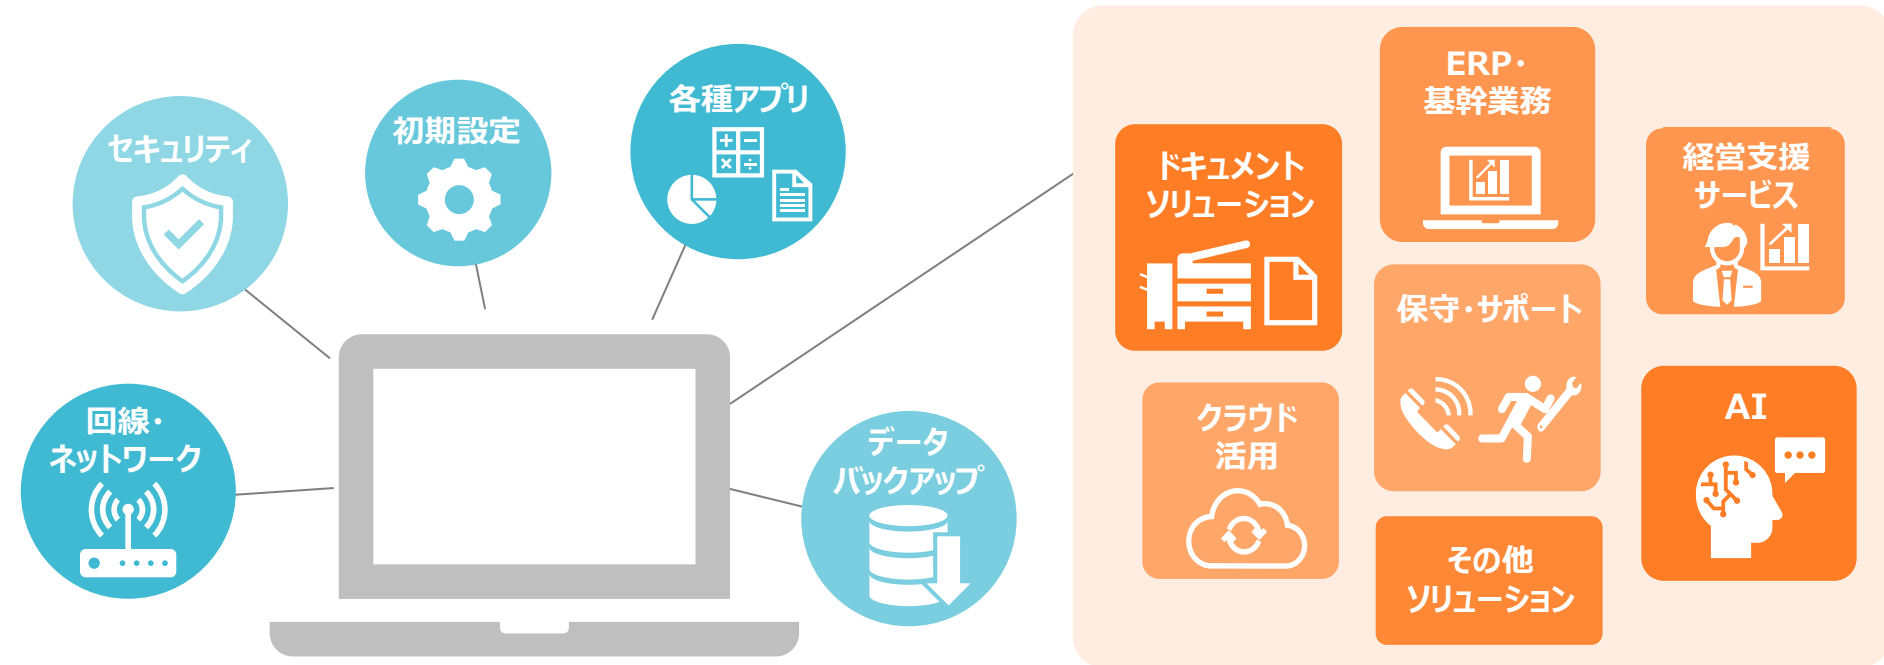 セキュリティ
初期設定
各種アプリ
回線・
ネットワーク
データ
バックアップ
ERP・
基幹業務
ドキュメント
ソリューション
経営支援
サービス
保守・サポート
クラウド
活用
AI
その他
ソリューション